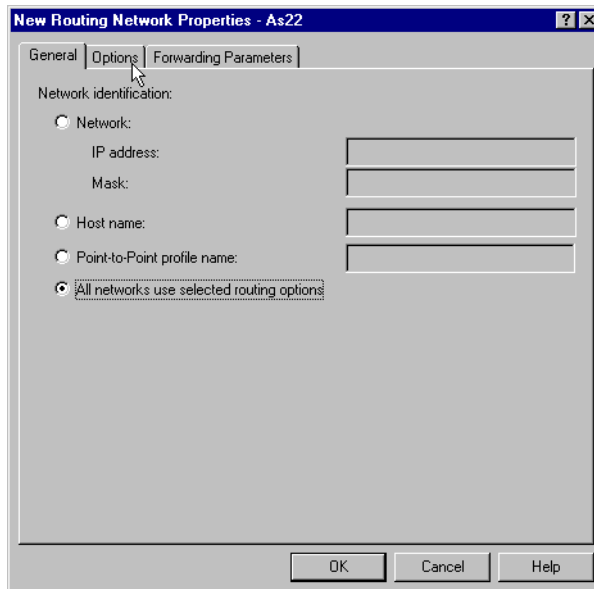 New Routing Network Properties - As22
General Options Forwarding Parameters
Network identification:
Network:
IP address:
Mask:
Host name:
Point-to-Point profile name:
All networks use selected routing options
OK Cancel Help